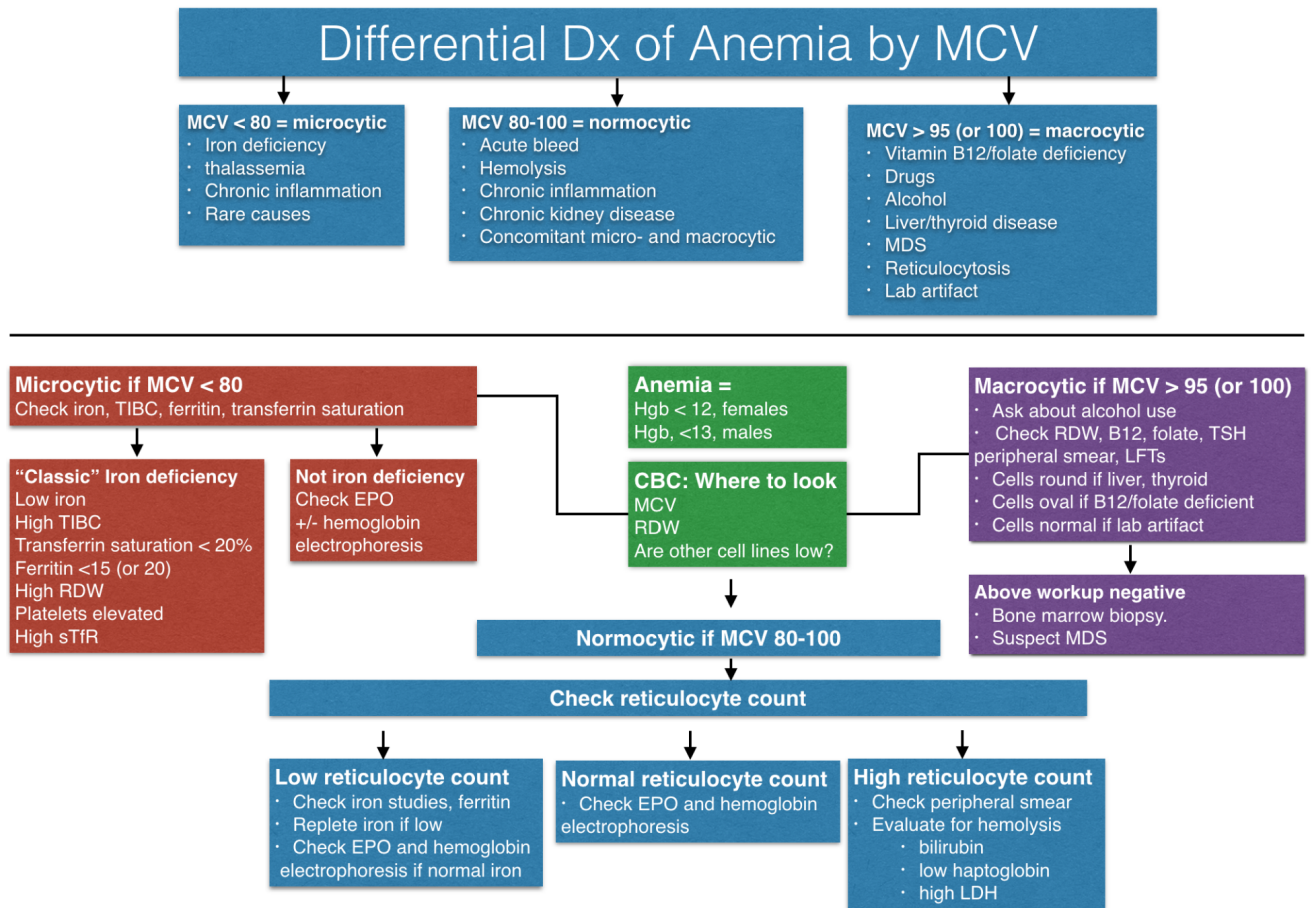 Differential Dx of Anemia by MCV
MCV < 80 = microcytic
· Iron deficiency
· thalassemia
· Chronic inflammation
· Rare causes
MCV 80-100 = normocytic
· Acute bleed
· Hemolysis
· Chronic inflammation
· Chronic kidney disease
· Concomitant micro- and macrocytic
MCV > 95 (or 100) = macrocytic
· Vitamin B12/folate deficiency
· Drugs
· Alcohol
· Liver/thyroid disease
· MDS
· Reticulocytosis
· Lab artifact
Microcytic if MCV < 80
Check iron, TIBC, ferritin, transferrin saturation
“Classic” Iron deficiency
Low iron
High TIBC
Transferrin saturation < 20%
Ferritin <15 (or 20)
High RDW
Platelets elevated
High sTfR
Not iron deficiency
Check EPO
+/- hemoglobin
electrophoresis
Anemia =
Hgb < 12, females
Hgb, <13, males
CBC: Where to look
MCV
RDW
Are other cell lines low?
Macrocytic if MCV > 95 (or 100)
· Ask about alcohol use
· Check RDW, B12, folate, TSH
peripheral smear, LFTs
· Cells round if liver, thyroid
· Cells oval if B12/folate deficient
· Cells normal if lab artifact
Above workup negative
· Bone marrow biopsy.
· Suspect MDS
Normocytic if MCV 80-100
Check reticulocyte count
Low reticulocyte count
· Check iron studies, ferritin
· Replete iron if low
· Check EPO and hemoglobin
electrophoresis if normal iron
Normal reticulocyte count
· Check EPO and hemoglobin
electrophoresis
High reticulocyte count
· Check peripheral smear
· Evaluate for hemolysis
· bilirubin
· low haptoglobin
· high LDH